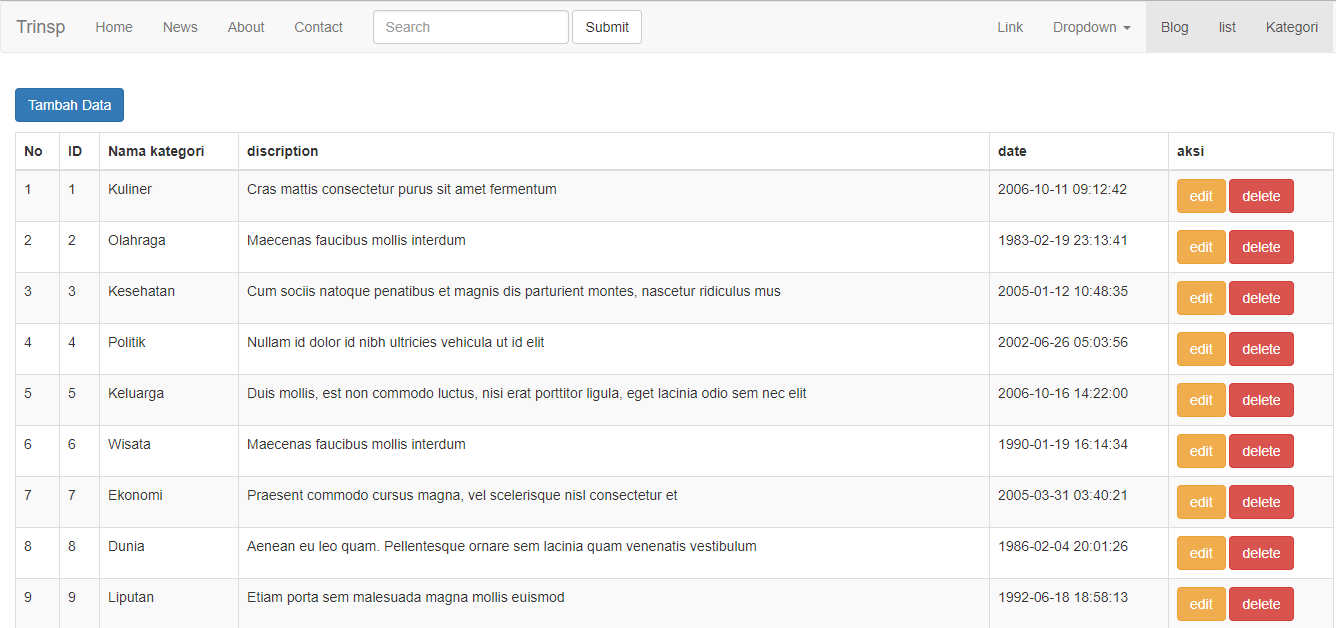 Trinsp Home News About Contact Search Submit Link Dropdown Blog list Kategori
Tambah Data
No ID Nama kategori discription date aksi
1 1 Kuliner Cras mattis consectetur purus sit amet fermentum 2006-10-11 09:12:42 edit delete
2 2 Olahraga Maecenas faucibus mollis interdum 1983-02-19 23:13:41 edit delete
3 3 Kesehatan Cum sociis natoque penatibus et magnis dis parturient montes, nascetur ridiculus mus 2005-01-12 10:48:35 edit delete
4 4 Politik Nullam id dolor id nibh ultricies vehicula ut id elit 2002-06-26 05:03:56 edit delete
5 5 Keluarga Duis mollis, est non commodo luctus, nisi erat porttitor ligula, eget lacinia odio sem nec elit 2006-10-16 14:22:00 edit delete
6 6 Wisata Maecenas faucibus mollis interdum 1990-01-19 16:14:34 edit delete
7 7 Ekonomi Praesent commodo cursus magna, vel scelerisque nisl consectetur et 2005-03-31 03:40:21 edit delete
8 8 Dunia Aenean eu leo quam. Pellentesque ornare sem lacinia quam venenatis vestibulum 1986-02-04 20:01:26 edit delete
9 9 Liputan Etiam porta sem malesuada magna mollis euismod 1992-06-18 18:58:13 edit delete